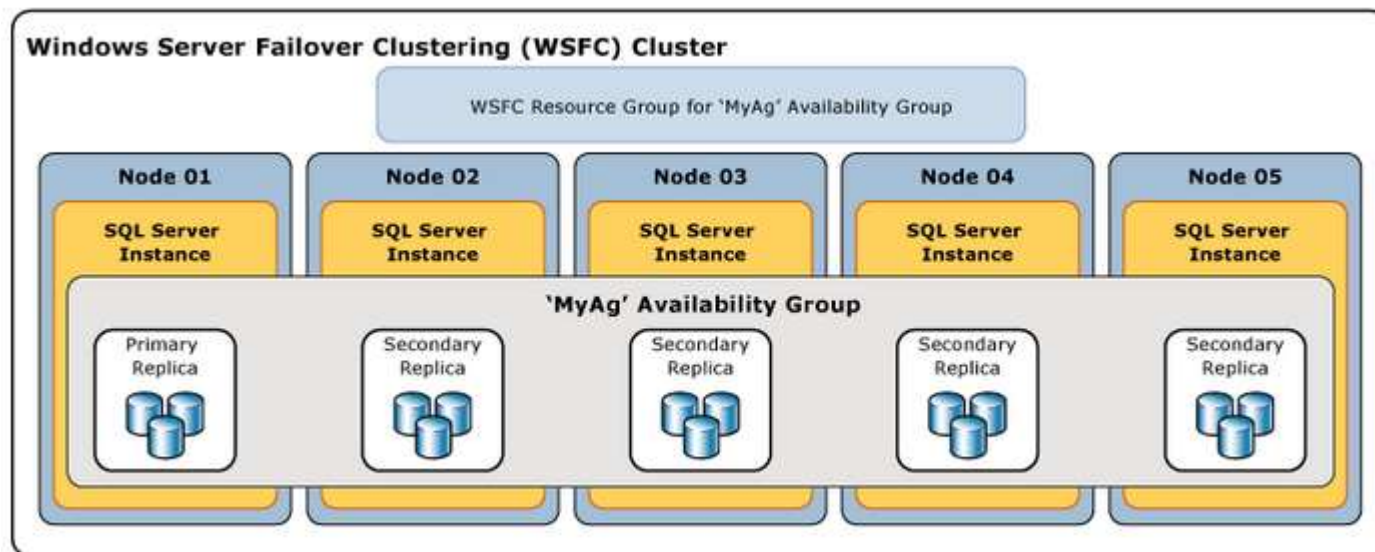 Windows Server Failover Clustering (WSFC) Cluster
WSFC Resource Group for ‘MyAg’ Availability Group
Node 01
Node 02
Node 03
Node 04
Node 05
SQL Server
Instance
SQL Server
Instance
SQL Server
Instance
SQL Server
Instance
SQL Server
Instance
‘MyAg’ Availability Group
Primary
Replica
Secondary
Replica
Secondary
Replica
Secondary
Replica
Secondary
Replica